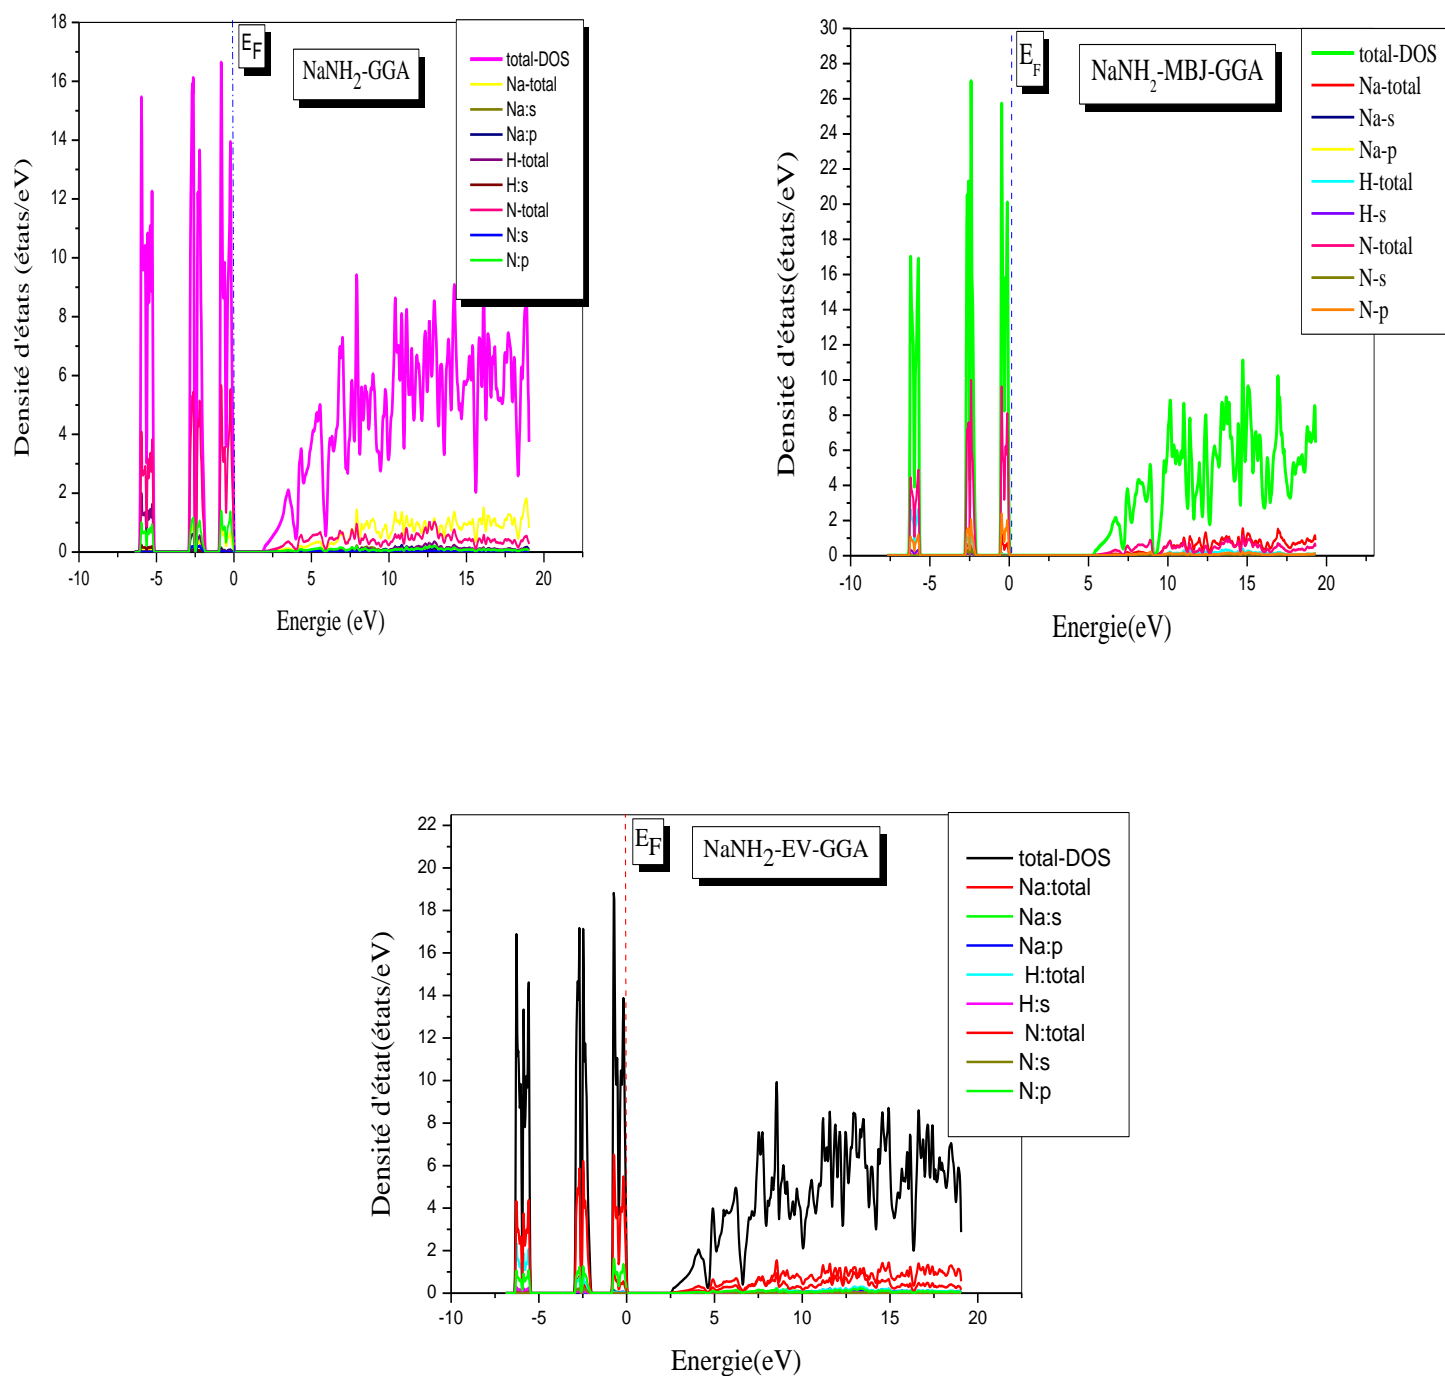 18
16
14
12
10
8
6
4
2
0
-10
-5
0
5
10
15
20
Densité d'états (états/eV)
Energie (eV)
EF
NaNH2-GGA
total-DOS
Na-total
Na:s
Na:p
H-total
H:s
N-total
N:s
N:p
30
28
26
24
22
20
18
16
14
12
10
8
6
4
2
0
-10
-5
0
5
10
15
20
Densité d'états(états/eV)
Energie(eV)
EF
NaNH2-MBJ-GGA
total-DOS
Na-total
Na-s
Na-p
H-total
H-s
N-total
N-s
N-p
22
20
18
16
14
12
10
8
6
4
2
0
-10
-5
0
5
10
15
20
Densité d'état(états/eV)
Energie(eV)
EF
NaNH2-EV-GGA
total-DOS
Na:total
Na:s
Na:p
H:total
H:s
N:total
N:s
N:p